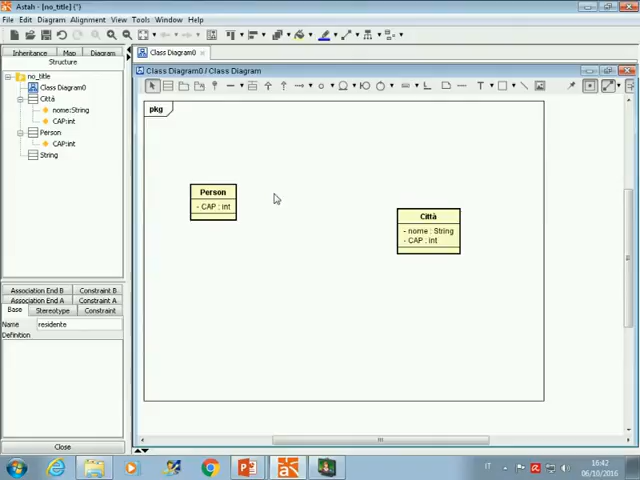 Astah - [no_title] {*}
File Edit Diagram Alignment View Tools Window Help
Inheritance Map Diagram
Structure
no_title
Class Diagram0
Città
nome:String
CAP:int
Person
CAP:int
String
Association End B Constraint B
Association End A Constraint A
Base Stereotype Constraint
Name residente
Definition
Close
Class Diagram0
Class Diagram0 / Class Diagram
pkg
Person
- CAP : int
Città
- nome : String
- CAP : int
IT
16:42
06/10/2016